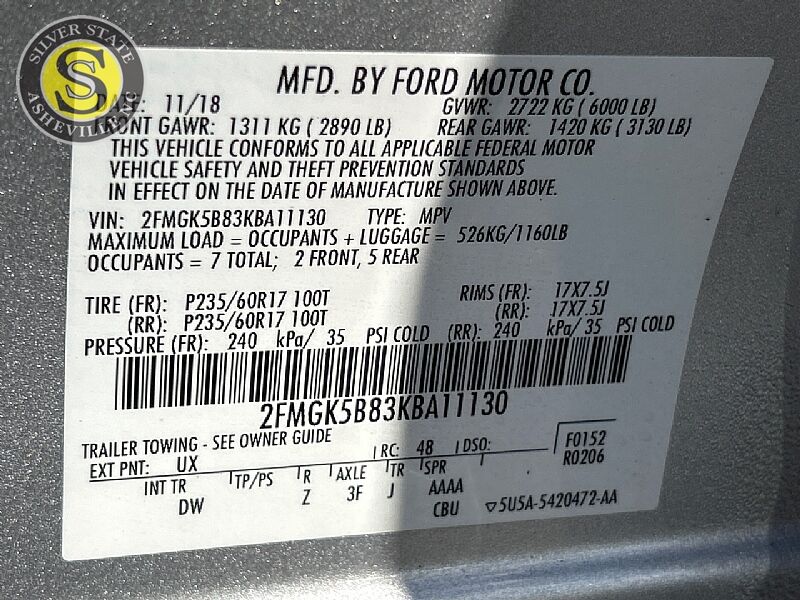 SILVER STATE
S
ASHEVILLE
MFD. BY FORD MOTOR CO.
DATE: 11/18 GVWR: 2722 KG ( 6000 LB)
FRONT GAWR: 1311 KG ( 2890 LB) REAR GAWR: 1420 KG ( 3130 LB)
THIS VEHICLE CONFORMS TO ALL APPLICABLE FEDERAL MOTOR
VEHICLE SAFETY AND THEFT PREVENTION STANDARDS
IN EFFECT ON THE DATE OF MANUFACTURE SHOWN ABOVE.
VIN: 2FMGK5B83KBA11130 TYPE: MPV
MAXIMUM LOAD = OCCUPANTS + LUGGAGE = 526KG/1160LB
OCCUPANTS = 7 TOTAL; 2 FRONT, 5 REAR
TIRE (FR): P235/60R17 100T RIMS (FR): 17X7.5J
(RR): P235/60R17 100T (RR): 17X7.5J
PRESSURE (FR): 240 kPa/ 35 PSI COLD (RR): 240 kPa/ 35 PSI COLD
2FMGK5B83KBA11130
TRAILER TOWING - SEE OWNER GUIDE RC: 48 DSO: F0152
EXT PNT: UX R0206
INT TR TP/PS R AXLE TR SPR
DW Z 3F J AAAA
CBU ▽5U5A-5420472-AA